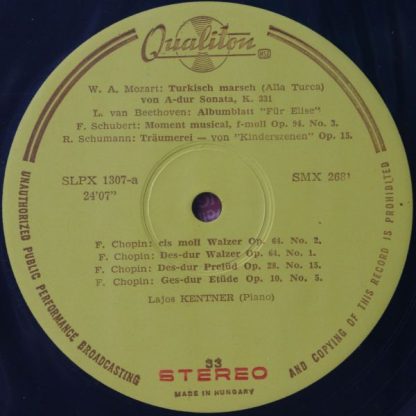 Qualiton
W. A. Mozart: Turkisch marsch (Alla Turca)
von A-dur Sonata, K. 331
L. van Beethoven: Albumblatt "Für Elise"
F. Schubert: Moment musical, f-moll Op. 94. No. 3.
R. Schumann: Träumerei — von "Kinderszenen" Op. 15.
SLPX 1307-a
24'07"
SMX 268'
F. Chopin: cis moll Walzer Op. 64. No. 2.
F. Chopin: Des-dur Walzer Op. 64. No. 1.
F. Chopin: Des-dur Prelúd Op. 28. No. 15.
F. Chopin: Ges-dur Etüde Op. 10. No. 5.
Lajos KENTNER (Piano)
UNAUTHORIZED PUBLIC PERFORMANCE BROADCASTING
AND COPYING OF THIS RECORD IS PROHIBITED
33
STEREO
MADE IN HUNGARY